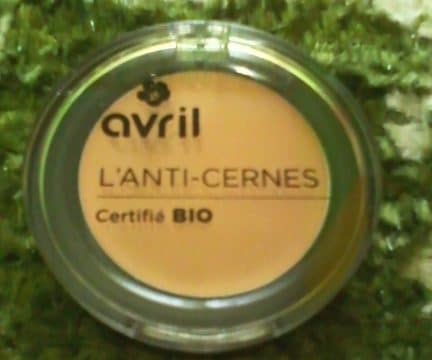 avril
L'ANTI-CERNES
Certifié BIO